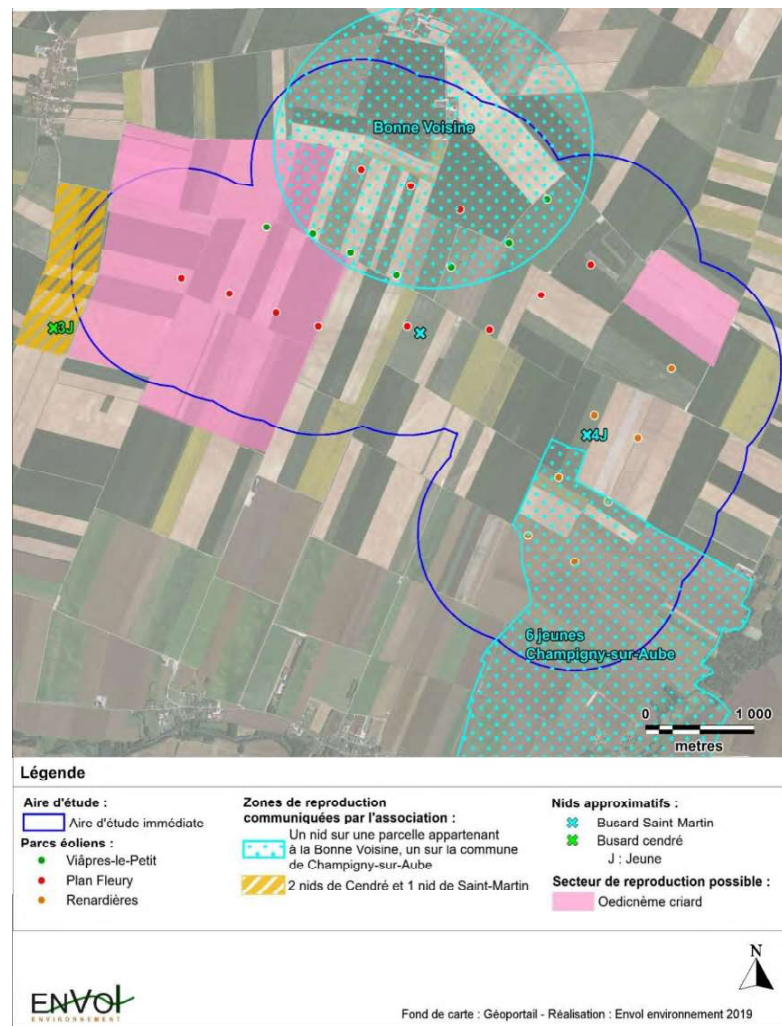 Bonne Voisine
3J
4J
6 jeunes
Champigny-sur-Aube
0 1 000
metres
Légende
Aire d'étude :
Aire d'étude immédiate
Parcs éoliens :
Viâpres-le-Petit
Plan Fleury
Renardières
Zones de reproduction
communiquées par l'association :
Un nid sur une parcelle appartenant
à la Bonne Voisine, un sur la commune
de Champigny-sur-Aube
2 nids de Cendré et 1 nid de Saint-Martin
Nids approximatifs :
Busard Saint Martin
Busard cendré
J : Jeune
Secteur de reproduction possible :
Oedicnème criard
N
ENVOL
ENVIRONNEMENT
Fond de carte : Géoportail - Réalisation : Envol environnement 2019